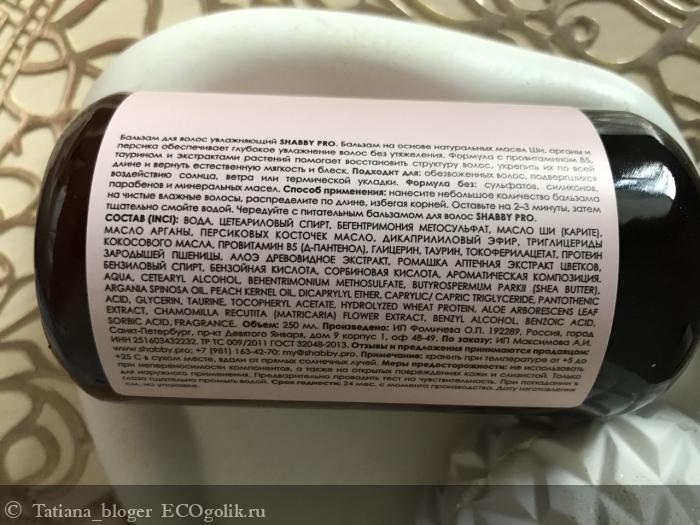 Бальзам для волос увлажняющий SHABBY PRO. Бальзам на основе натуральных масел Ши, арганы и
персика обеспечивает глубокое увлажнение волос без утяжеления. Формула с провитамином B5,
таурином и экстрактами растений помогает восстановить структуру волос, укрепить их по всей
длине и вернуть естественную мягкость и блеск. Подходит для: обезвоженных волос, подвергшихся
воздействию солнца, ветра или термической укладки. Формула без: сульфатов, силиконов,
парабенов и минеральных масел. Способ применения: нанесите небольшое количество бальзама
на чистые влажные волосы, распределите по длине, избегая корней. Оставьте на 2–3 минуты, затем
тщательно смойте водой. Чередуйте с питательным бальзамом для волос SHABBY PRO.
СОСТАВ (INCI): ВОДА, ЦЕТЕАРИЛОВЫЙ СПИРТ, БЕГЕНТРИМОНИЯ МЕТОСУЛЬФАТ, МАСЛО ШИ (КАРИТЕ),
МАСЛО АРГАНЫ, ПЕРСИКОВЫХ КОСТОЧЕК МАСЛО, ДИКАПРИЛИЛОВЫЙ ЭФИР, ТРИГЛИЦЕРИДЫ
КОКОСОВОГО МАСЛА, ПРОВИТАМИН B5 (Д-ПАНТЕНОЛ), ГЛИЦЕРИН, ТАУРИН, ТОКОФЕРИЛАЦЕТАТ, ПРОТЕИН
ЗАРОДЫШЕЙ ПШЕНИЦЫ, АЛОЭ ДРЕВОВИДНОЕ ЭКСТРАКТ, РОМАШКА АПТЕЧНАЯ ЭКСТРАКТ ЦВЕТКОВ,
БЕНЗИЛОВЫЙ СПИРТ, БЕНЗОЙНАЯ КИСЛОТА, СОРБИНОВАЯ КИСЛОТА, АРОМАТИЧЕСКАЯ КОМПОЗИЦИЯ.
AQUA, CETEARYL ALCOHOL, BEHENTRIMONIUM METHOSULFATE, BUTYROSPERMUM PARKII (SHEA BUTTER),
ARGANIA SPINOSA OIL, PEACH KERNEL OIL, DICAPRYLYL ETHER, CAPRYLIC/ CAPRIC TRIGLYCERIDE, PANTOTHENIC
ACID, GLYCERIN, TAURINE, TOCOPHERYL ACETATE, HYDROLYZED WHEAT PROTEIN, ALOE ARBORESCENS LEAF
EXTRACT, CHAMOMILLA RECUTITA (MATRICARIA) FLOWER EXTRACT, BENZYL ALCOHOL, BENZOIC ACID,
SORBIC ACID, FRAGRANCE. Объем: 250 мл. Произведено: ИП Фомичева О.П. 192289, Россия, город
Санкт-Петербург, пр-кт Девятого Января, дом 9 корпус 1, оф 48-49. По заказу: ИП Максимова А.И.
ИНН 251603432232, ТР ТС 009/2011 ГОСТ 32048-2013. Отзывы и предложения принимаются продавцом:
www.shabby.pro; +7 (981) 163-42-70; my@shabby.pro. Примечание: хранить при температуре от +5 до
+25 С в сухом месте, вдали от прямых солнечных лучей. Меры предосторожности: не использовать
при непереносимости компонентов, а также на открытых повреждениях кожи и слизистой. Только
для наружного применения. Предварительно проводить тест на чувствительность. При попадании в
глаза тщательно промыть водой. Срок годности: 24 мес. с момента производства. Дату изготовления
см. на упаковке.
© Tatiana_bloger ECOgolik.ru